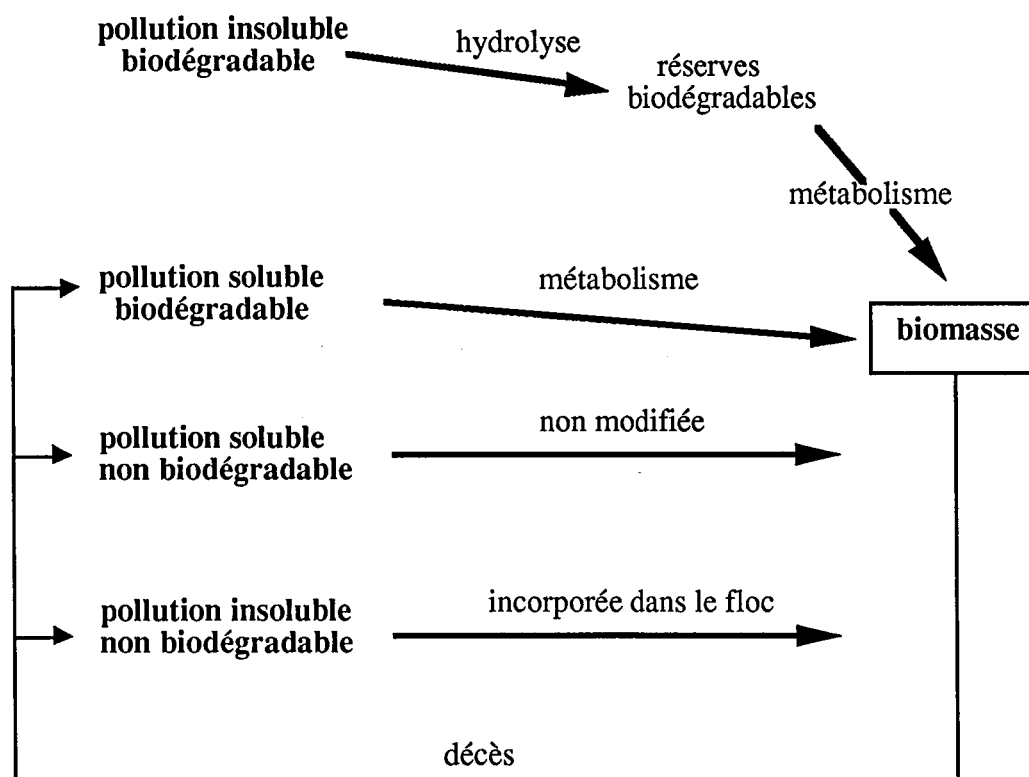 pollution insoluble
biodégradable
hydrolyse
réserves
biodégradables
métabolisme
pollution soluble
biodégradable
métabolisme
biomasse
pollution soluble
non biodégradable
non modifiée
pollution insoluble
non biodégradable
incorporée dans le floc
décès